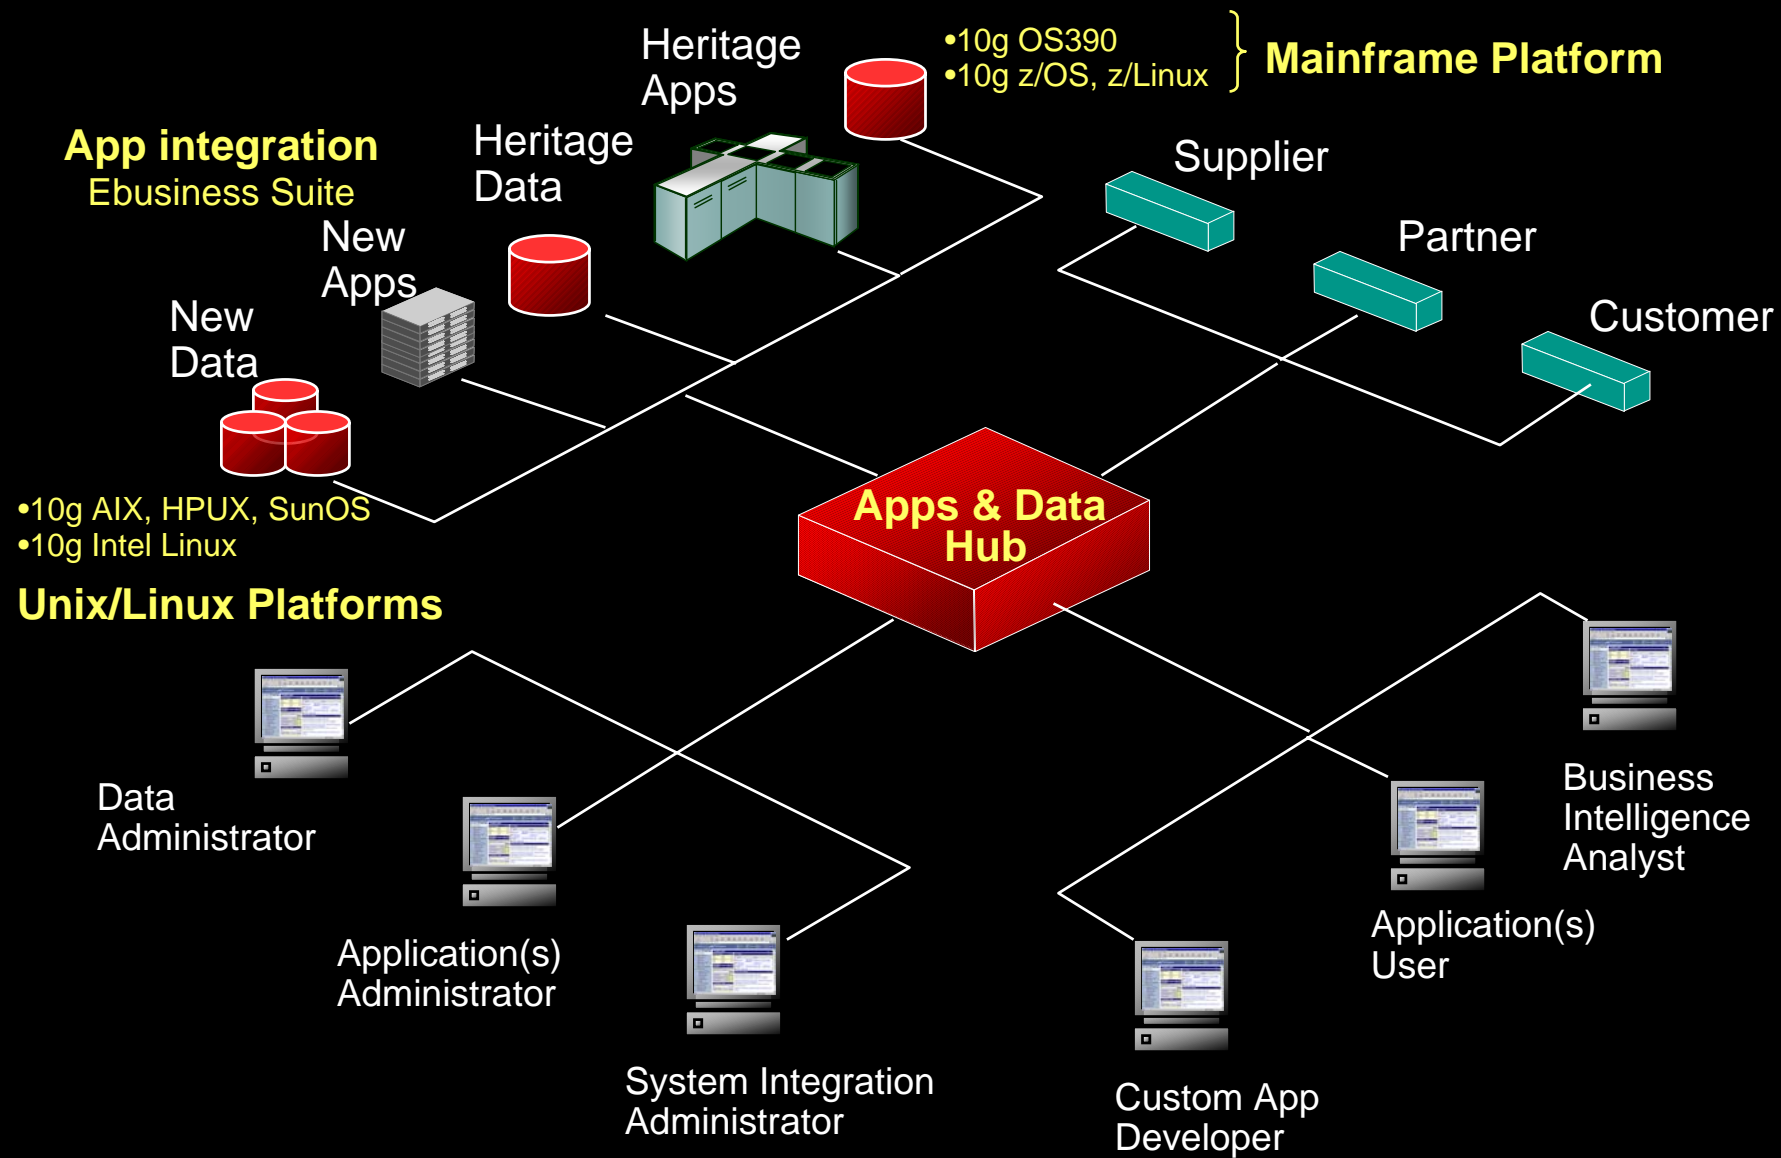 Heritage
Apps
•10g OS390
•10g z/OS, z/Linux
Mainframe Platform
App integration
Ebusiness Suite
Heritage
Data
Supplier
New
Apps
Partner
New
Data
Customer
•10g AIX, HPUX, SunOS
•10g Intel Linux
Unix/Linux Platforms
Apps & Data
Hub
Data
Administrator
Application(s)
Administrator
System Integration
Administrator
Custom App
Developer
Application(s)
User
Business
Intelligence
Analyst